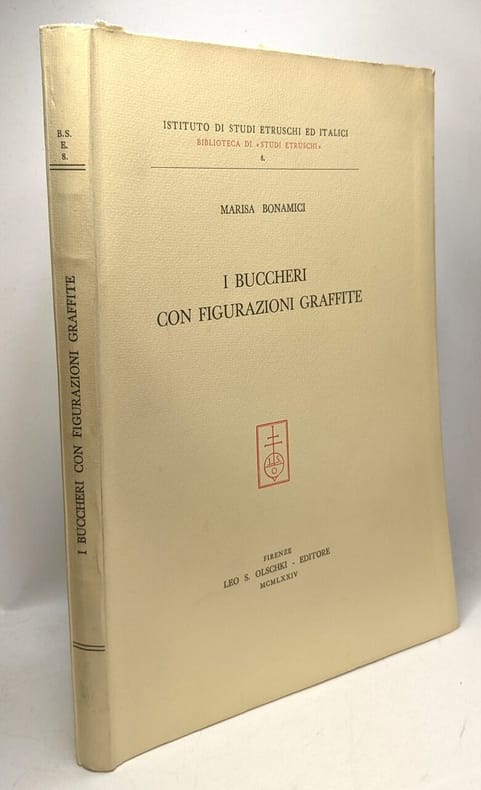 B.S.
E.
8.
I BUCCHERI CON FIGURAZIONI GRAFFITE
ISTITUTO DI STUDI ETRUSCHI ED ITALICI
BIBLIOTECA DI «STUDI ETRUSCHI»
8.
MARISA BONAMICI
I BUCCHERI
CON FIGURAZIONI GRAFFITE
L S
O
FIRENZE
LEO S. OLSCHKI - EDITORE
MCMLXXIV